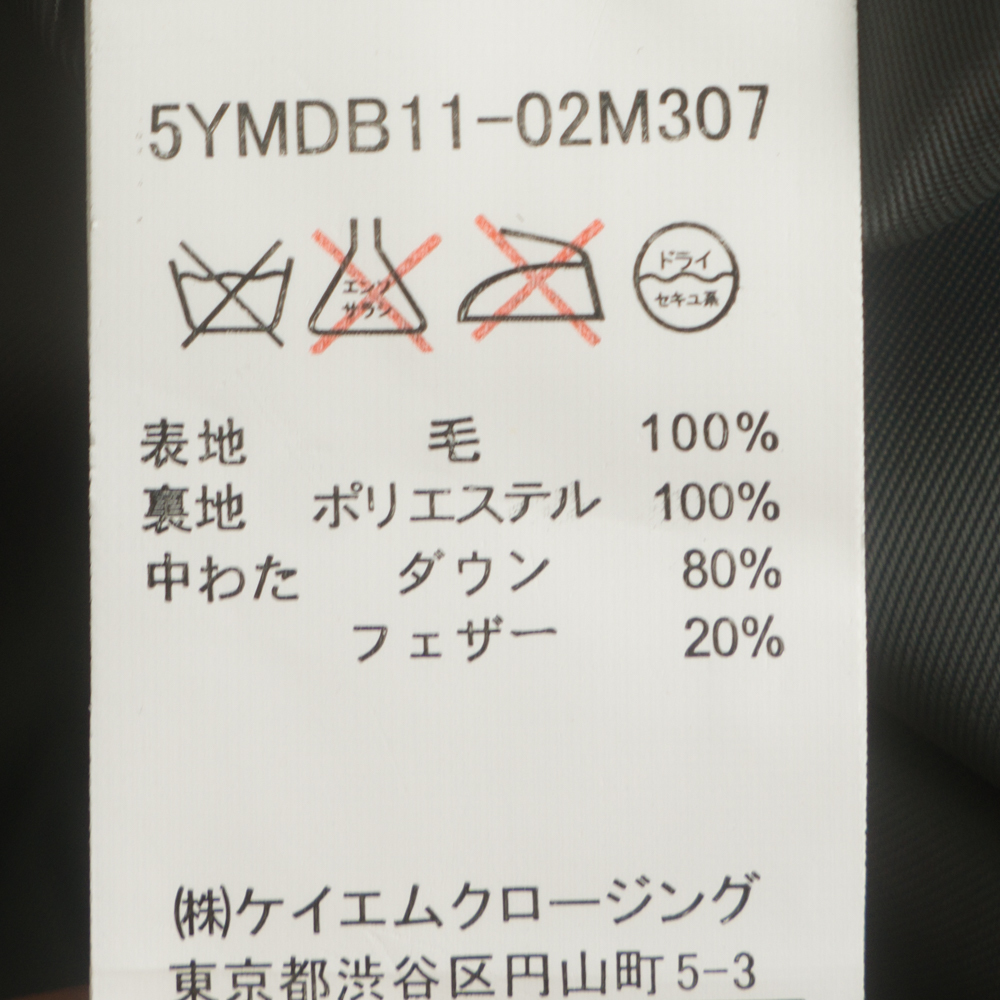 5YMDB11-02M307
エンソ
サラシ
ドライ
セキユ系
表地 毛 100%
裏地 ポリエステル 100%
中わた ダウン 80%
フェザー 20%
㈱ケイエムクロージング
東京都渋谷区円山町5-3